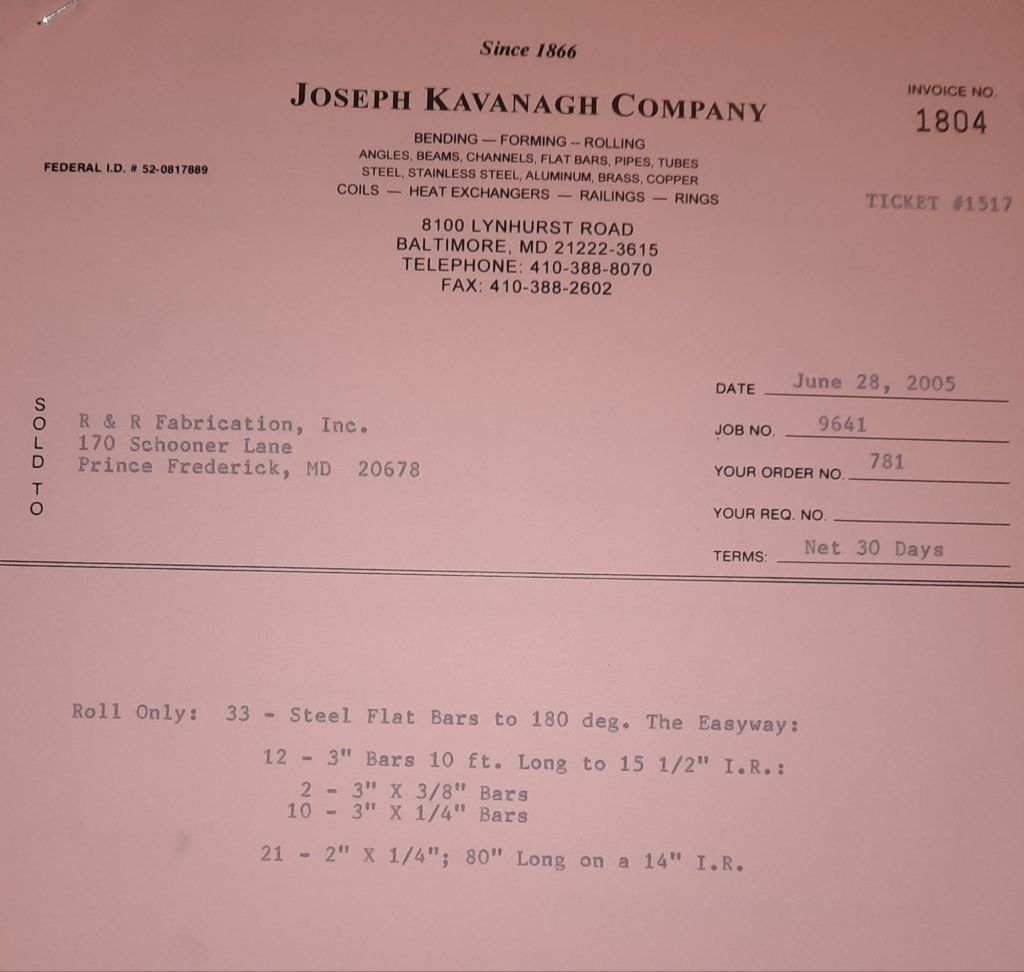 Since 1866
JOSEPH KAVANAGH COMPANY
INVOICE NO.
1804
BENDING — FORMING -- ROLLING
ANGLES, BEAMS, CHANNELS, FLAT BARS, PIPES, TUBES
STEEL, STAINLESS STEEL, ALUMINUM, BRASS, COPPER
COILS — HEAT EXCHANGERS — RAILINGS — RINGS
FEDERAL I.D. # 52-0817889
TICKET #1517
8100 LYNHURST ROAD
BALTIMORE, MD 21222-3615
TELEPHONE: 410-388-8070
FAX: 410-388-2602
SOLD TO
R & R Fabrication, Inc.
170 Schooner Lane
Prince Frederick, MD 20678
DATE June 28, 2005
JOB NO. 9641
YOUR ORDER NO. 781
YOUR REQ. NO.
TERMS: Net 30 Days
Roll Only: 33 - Steel Flat Bars to 180 deg. The Easyway:
12 - 3" Bars 10 ft. Long to 15 1/2" I.R.:
2 - 3" X 3/8" Bars
10 - 3" X 1/4" Bars
21 - 2" X 1/4"; 80" Long on a 14" I.R.